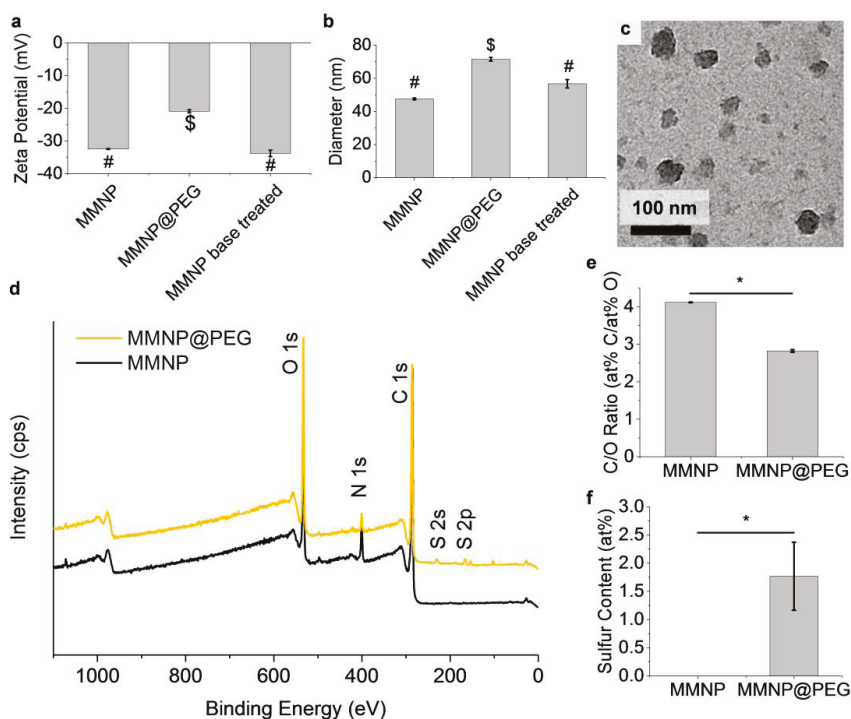 a
Zeta Potential (mV)
0
-10
-20
-30
-40
#
$
#
MMNP
MMNP@PEG
MMNP base treated
b
Diameter (nm)
80
60
40
20
0
#
$
#
MMNP
MMNP@PEG
MMNP base treated
c
100 nm
d
MMNP@PEG
MMNP
O 1s
N 1s
C 1s
S 2s
S 2p
Intensity (cps)
1000 800 600 400 200 0
Binding Energy (eV)
e
C/O Ratio (at% C/at% O)
4
3
2
1
0
*
MMNP MMNP@PEG
f
Sulfur Content (at%)
3.0
2.5
2.0
1.5
1.0
0.5
0.0
*
MMNP MMNP@PEG